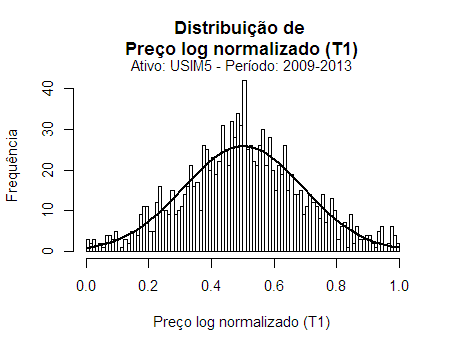 Distribuição de
Preço log normalizado (T1)
Ativo: USIM5 - Período: 2009-2013
Frequência
40
30
20
10
0
0.0 0.2 0.4 0.6 0.8 1.0
Preço log normalizado (T1)